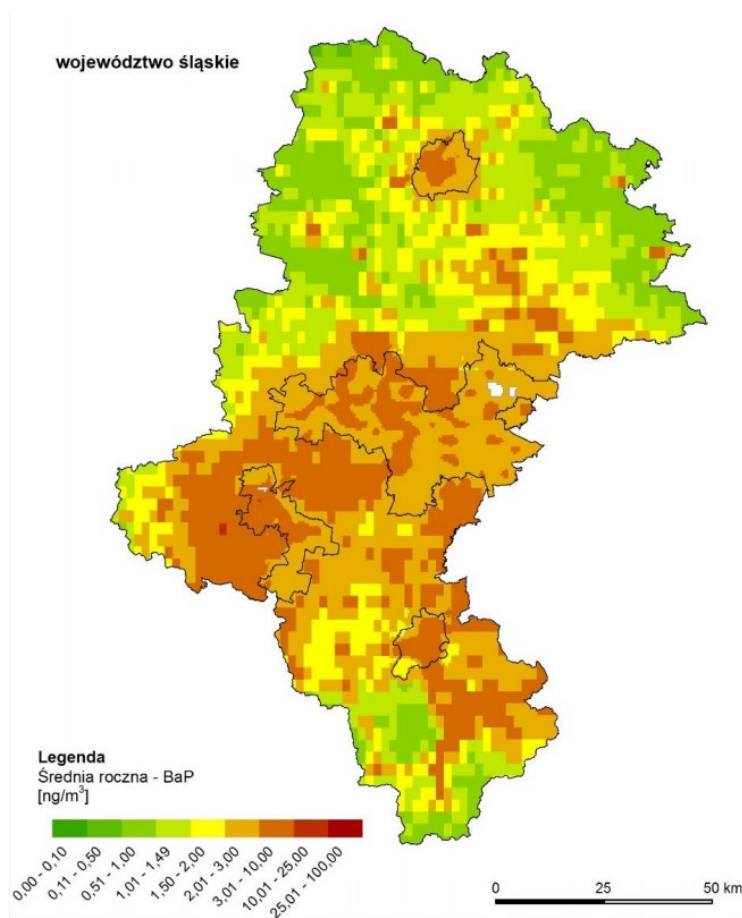 województwo śląskie
Legenda
Średnia roczna - BaP
[ng/m³]
0,00 - 0,10
0,11 - 0,50
0,51 - 1,00
1,01 - 1,49
1,50 - 2,00
2,01 - 3,00
3,01 - 10,00
10,01 - 25,00
25,01 - 100,00
0 25 50 km